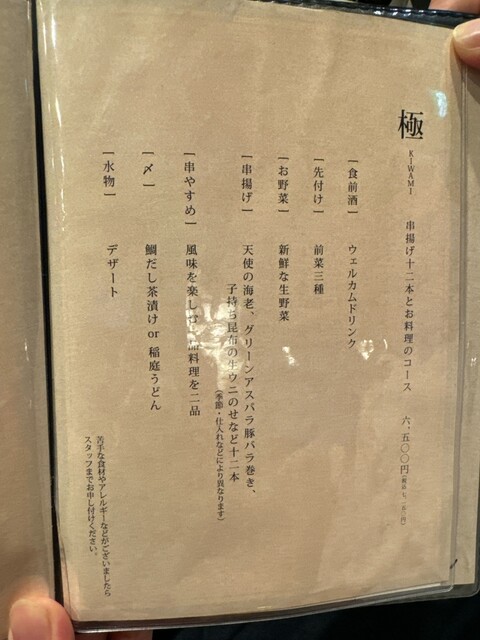 極
KIWAMI
串揚げ十二本とお料理のコース 六、五〇〇円
｜食前酒｜ ウェルカムドリンク
｜先付け｜ 前菜三種
｜お野菜｜ 新鮮な生野菜
｜串揚げ｜ 天使の海老、グリーンアスパラ豚バラ巻き、
子持ち昆布の生ウニのせなど十二本
(季節・仕入れなどにより異なります)
｜串やすめ｜ 風味を楽し 料理を二品
｜〆｜ 鯛だし茶漬け or 稲庭うどん
｜水物｜ デザート
苦手な食材やアレルギーなどがございましたら
スタッフまでお申し付けください。